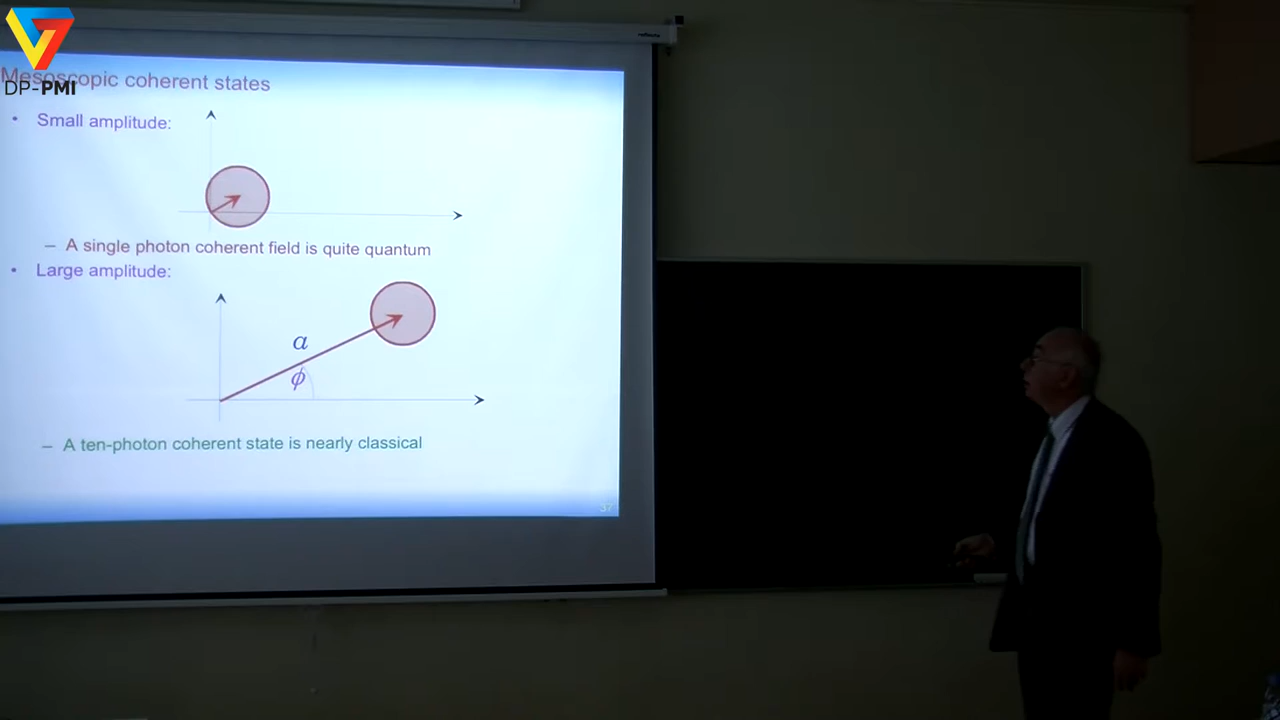 Mesoscopic coherent states
DP-PMI
• Small amplitude:
– A single photon coherent field is quite quantum
• Large amplitude:
a
ϕ
– A ten-photon coherent state is nearly classical
37